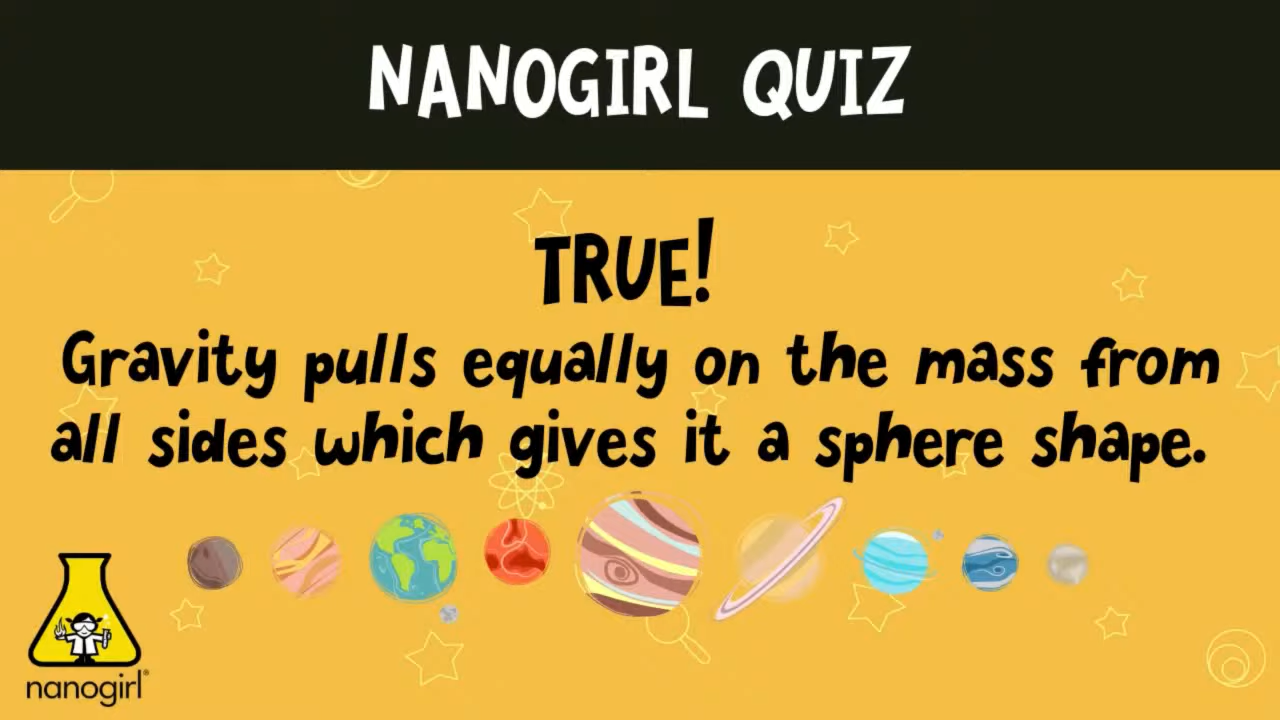 NANOGIRL QUIZ
TRUE!
Gravity pulls equally on the mass from
all sides which gives it a sphere shape.
nanogirl®